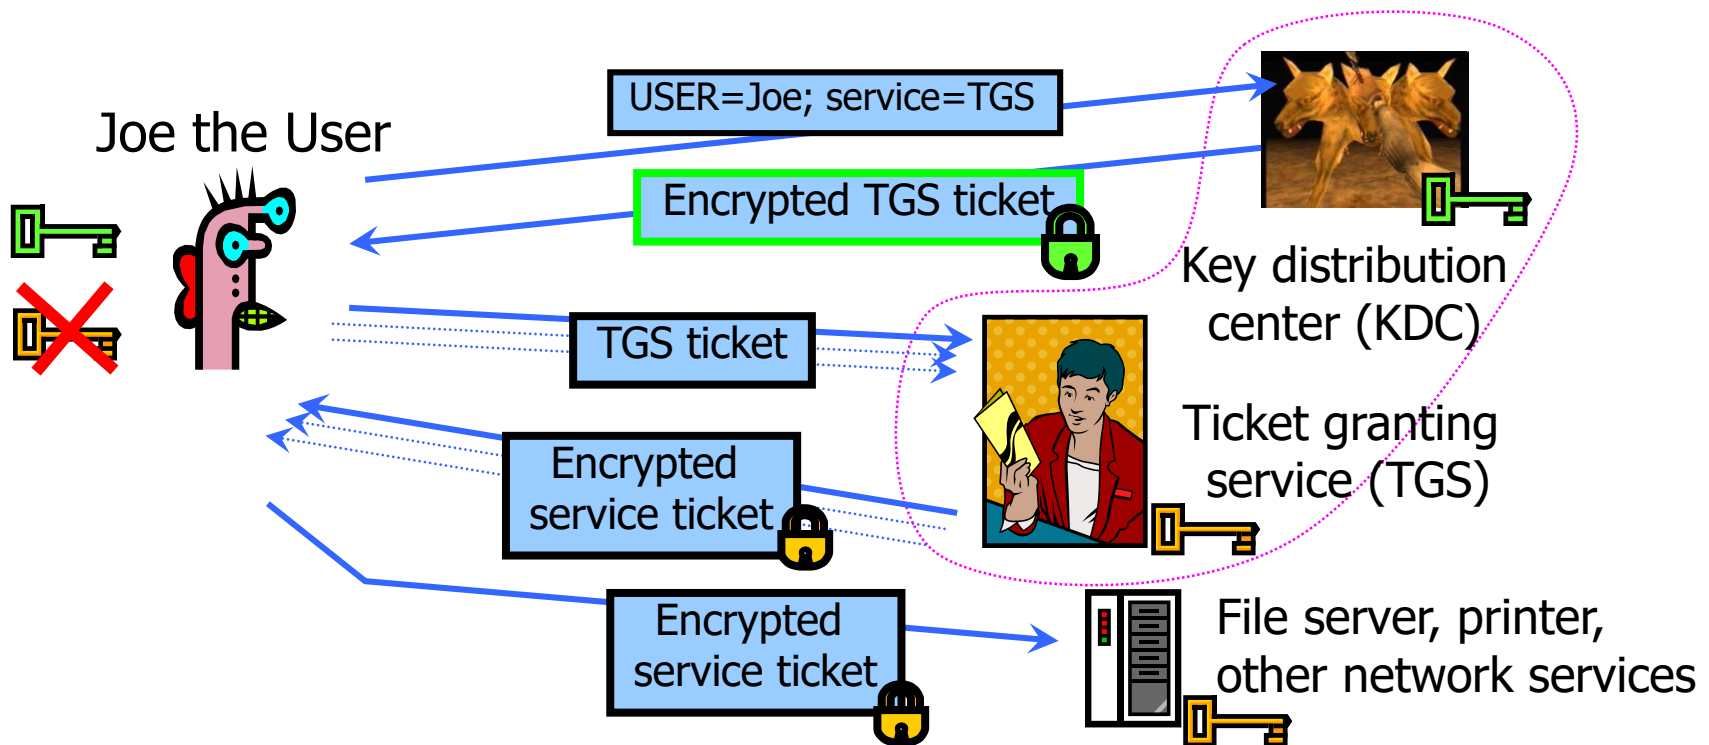 USER=Joe; service=TGS
Joe the User
Encrypted TGS ticket
Key distribution
center (KDC)
TGS ticket
Ticket granting
service (TGS)
Encrypted
service ticket
Encrypted
service ticket
File server, printer,
other network services